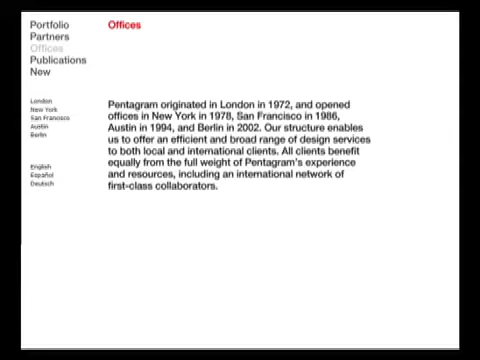 Portfolio
Partners
Offices
Publications
New
London
New York
San Francisco
Austin
Berlin
English
Español
Deutsch
Offices
Pentagram originated in London in 1972, and opened
offices in New York in 1978, San Francisco in 1986,
Austin in 1994, and Berlin in 2002. Our structure enables
us to offer an efficient and broad range of design services
to both local and international clients. All clients benefit
equally from the full weight of Pentagram's experience
and resources, including an international network of
first-class collaborators.